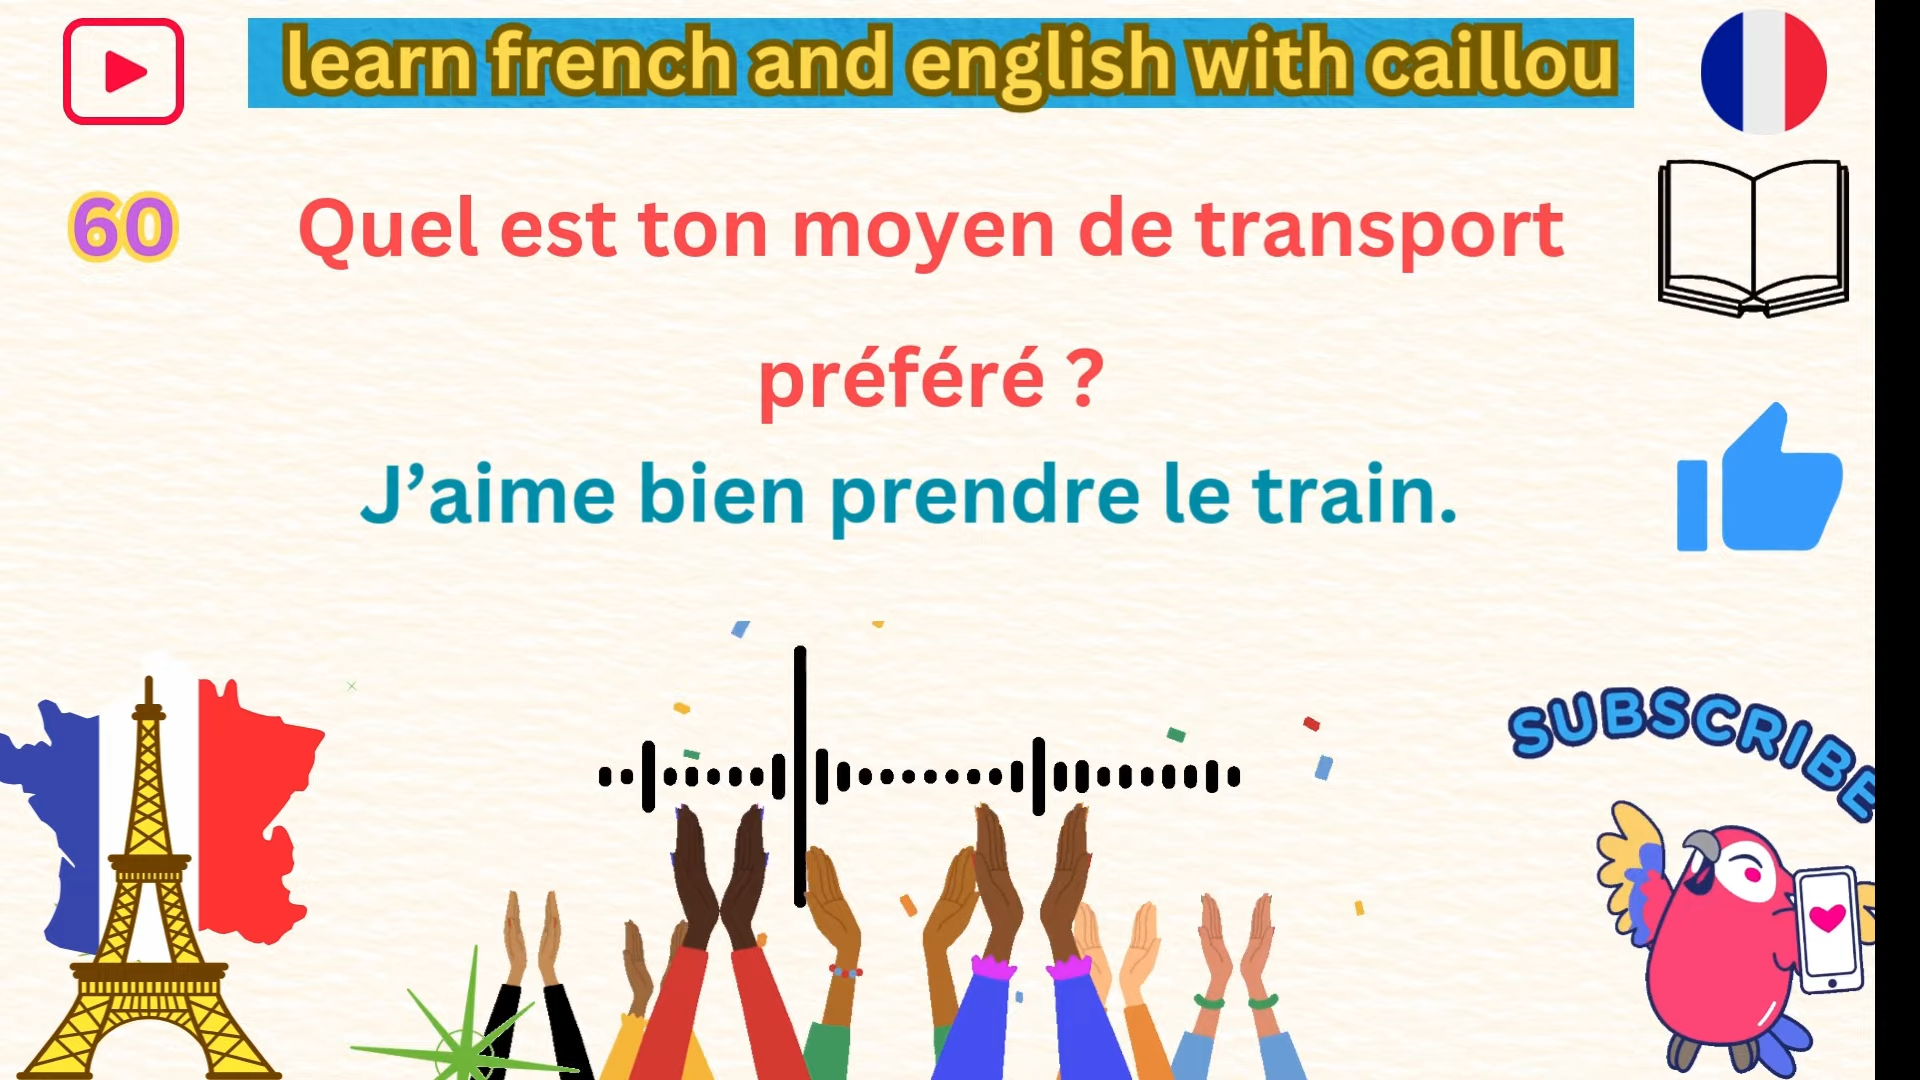 learn french and english with caillou
60
Quel est ton moyen de transport
préféré ?
J’aime bien prendre le train.
SUBSCRIBE